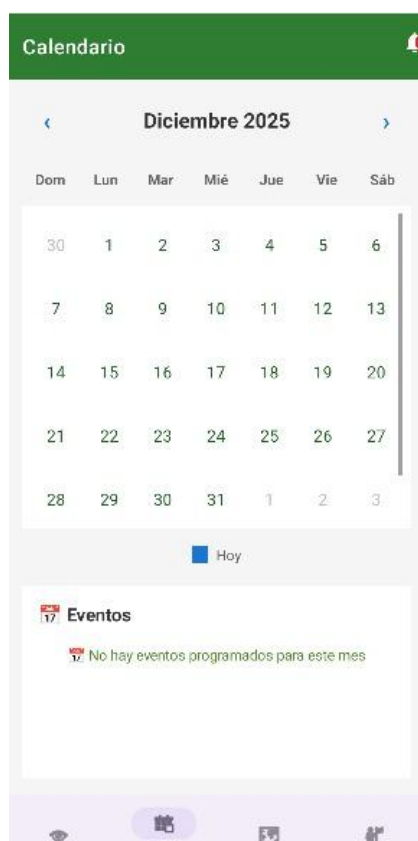 Calendario
‹ Diciembre 2025 ›
Dom Lun Mar Mié Jue Vie Sáb
30 1 2 3 4 5 6
7 8 9 10 11 12 13
14 15 16 17 18 19 20
21 22 23 24 25 26 27
28 29 30 31 1 2 3
Hoy
📅 Eventos
📅 No hay eventos programados para este mes